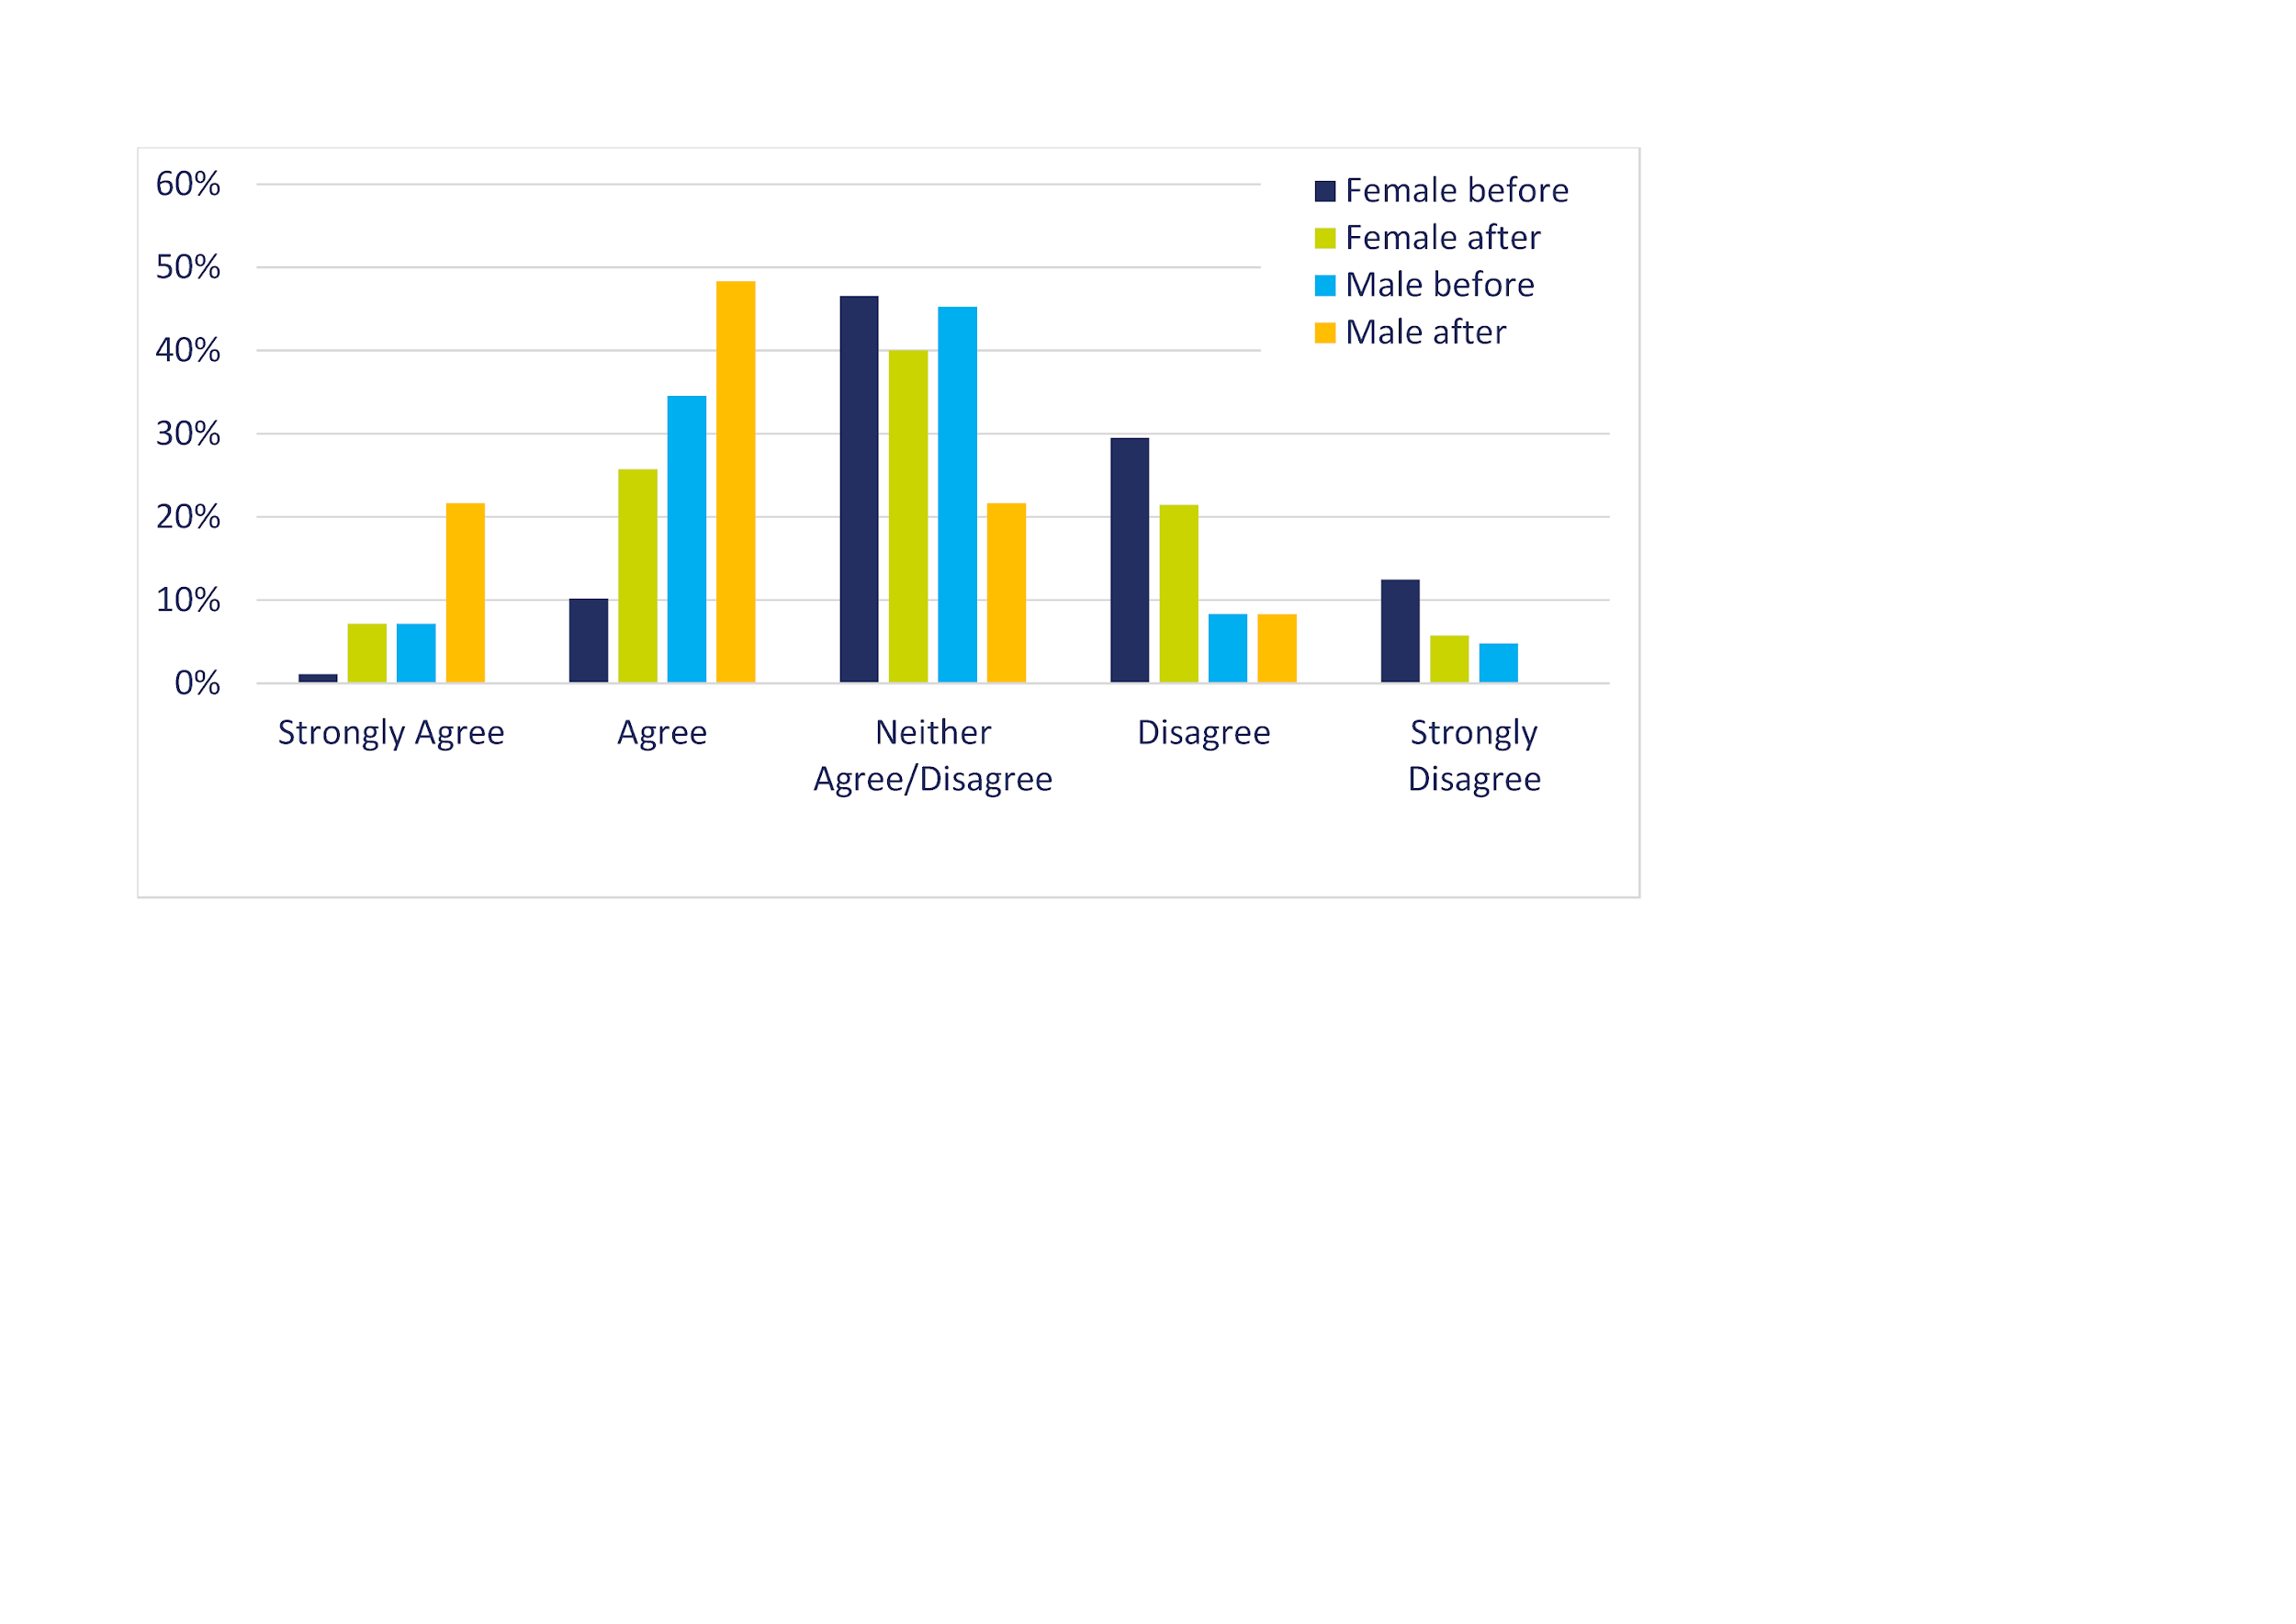 60%
50%
40%
30%
20%
10%
0%
Female before
Female after
Male before
Male after
Strongly Agree
Agree
Neither
Agree/Disagree
Disagree
Strongly
Disagree